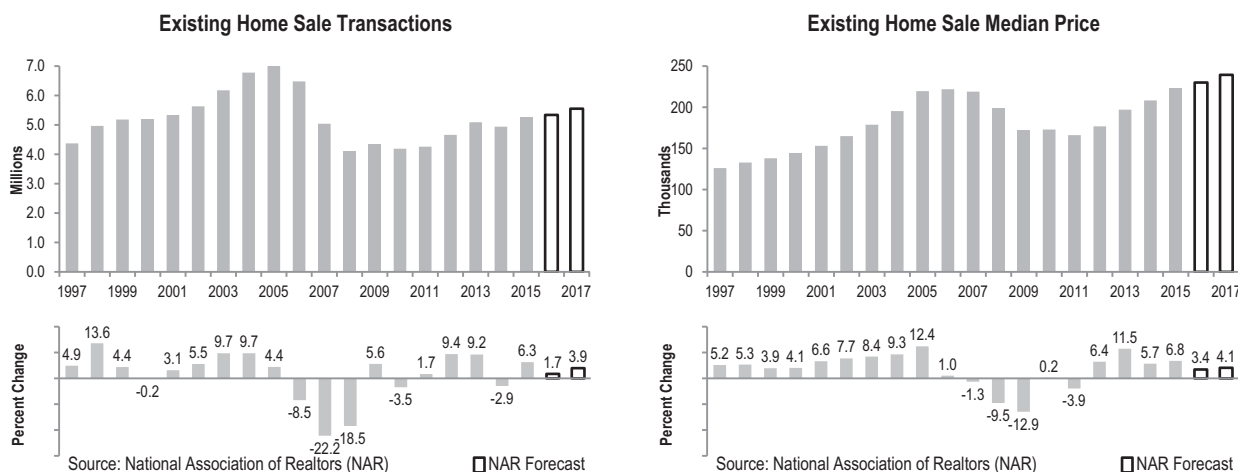 Existing Home Sale Transactions
7.0
6.0
5.0
4.0
3.0
2.0
1.0
0.0
Millions
1997 1999 2001 2003 2005 2007 2009 2011 2013 2015 2017
Percent Change
4.9 13.6 4.4 -0.2 3.1 5.5 9.7 9.7 4.4 -8.5 -22.2 -18.5 5.6 -3.5 1.7 9.4 9.2 -2.9 6.3 1.7 3.9
Source: National Association of Realtors (NAR) NAR Forecast
Existing Home Sale Median Price
250
200
150
100
50
0
Thousands
1997 1999 2001 2003 2005 2007 2009 2011 2013 2015 2017
Percent Change
5.2 5.3 3.9 4.1 6.6 7.7 8.4 9.3 12.4 1.0 -1.3 -9.5 -12.9 0.2 -3.9 6.4 11.5 5.7 6.8 3.4 4.1
Source: National Association of Realtors (NAR) NAR Forecast